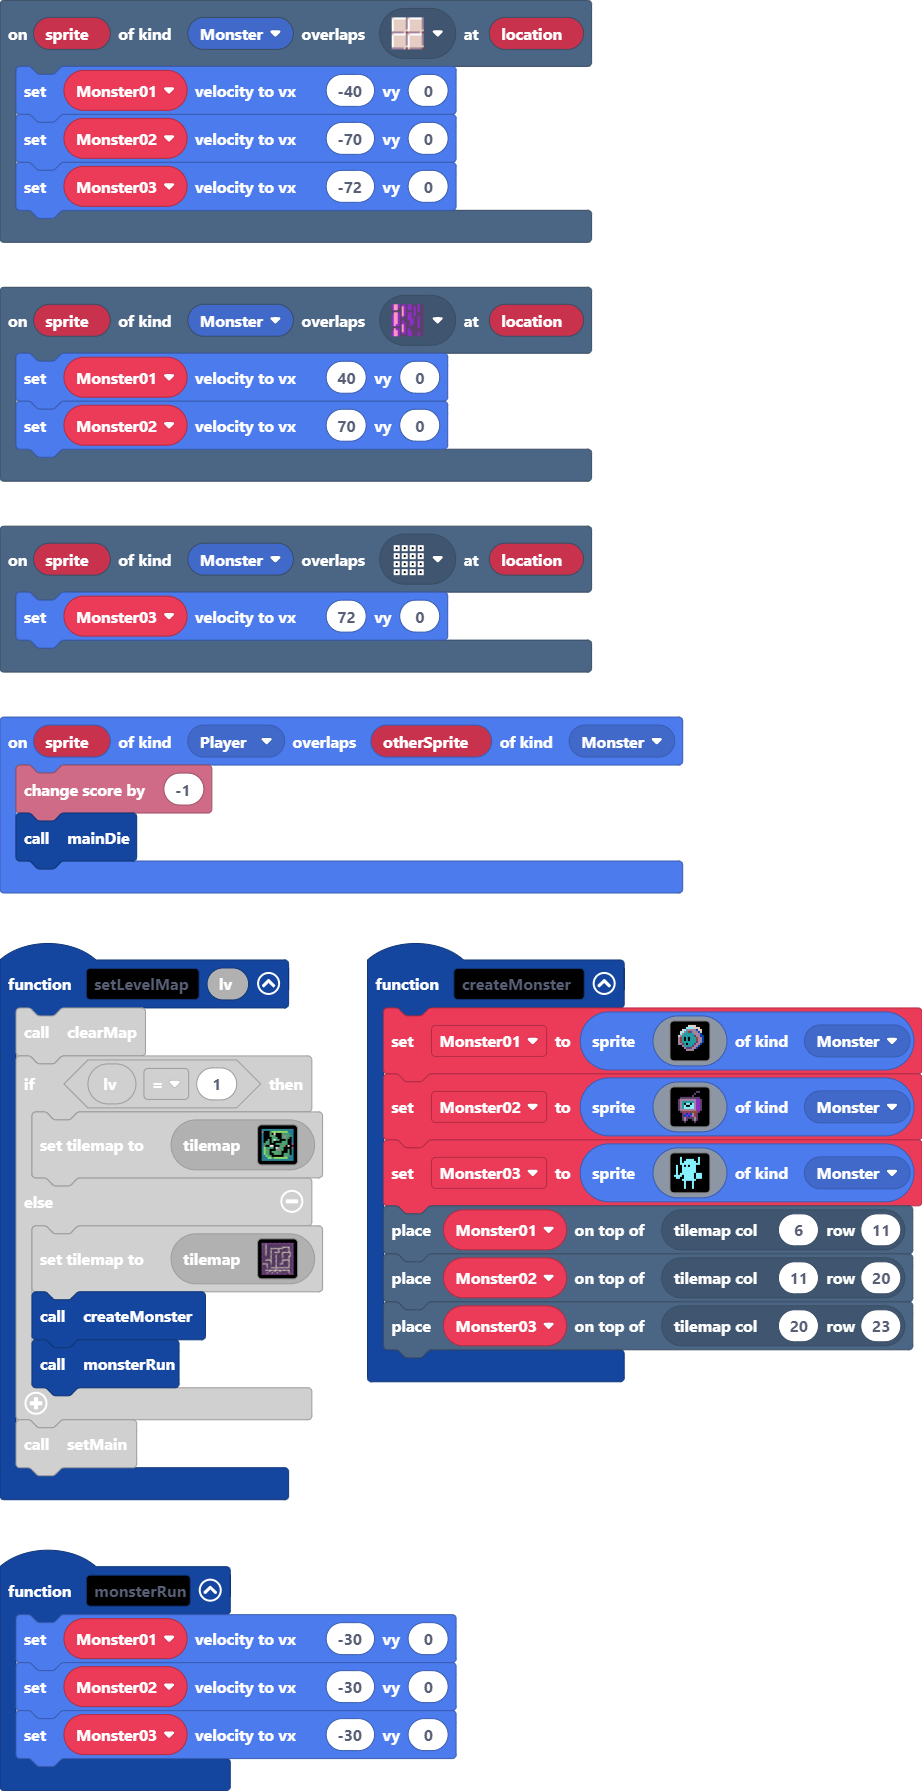 on sprite of kind Monster overlaps at location
set Monster01 velocity to vx -40 vy 0
set Monster02 velocity to vx -70 vy 0
set Monster03 velocity to vx -72 vy 0
on sprite of kind Monster overlaps at location
set Monster01 velocity to vx 40 vy 0
set Monster02 velocity to vx 70 vy 0
on sprite of kind Monster overlaps at location
set Monster03 velocity to vx 72 vy 0
on sprite of kind Player overlaps otherSprite of kind Monster
change score by -1
call mainDie
function setLevelMap lv
call clearMap
if lv = 1 then
set tilemap to tilemap
else
set tilemap to tilemap
call createMonster
call monsterRun
call setMain
function createMonster
set Monster01 to sprite of kind Monster
set Monster02 to sprite of kind Monster
set Monster03 to sprite of kind Monster
place Monster01 on top of tilemap col 6 row 11
place Monster02 on top of tilemap col 11 row 20
place Monster03 on top of tilemap col 20 row 23
function monsterRun
set Monster01 velocity to vx -30 vy 0
set Monster02 velocity to vx -30 vy 0
set Monster03 velocity to vx -30 vy 0